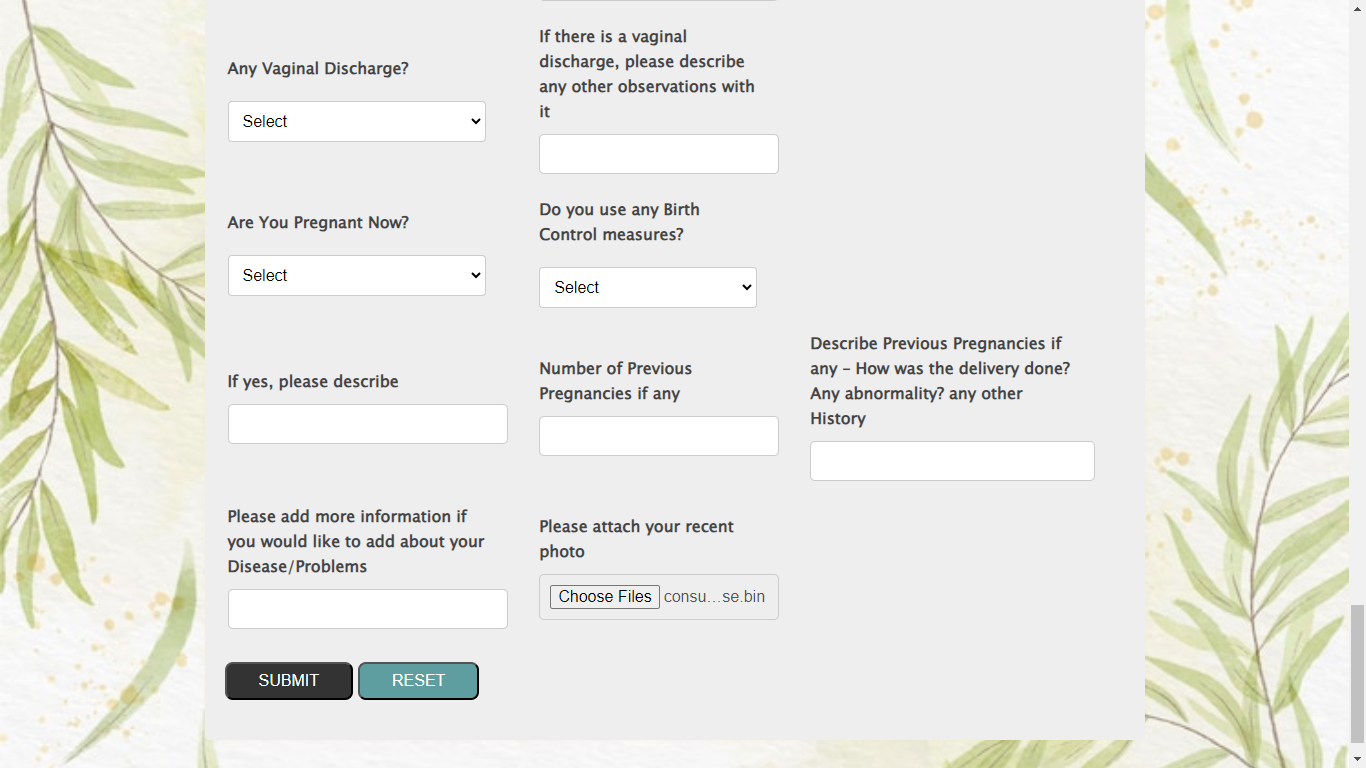 Any Vaginal Discharge?
Select
If there is a vaginal
discharge, please describe
any other observations with
it
Are You Pregnant Now?
Select
Do you use any Birth
Control measures?
Select
If yes, please describe
Number of Previous
Pregnancies if any
Describe Previous Pregnancies if
any – How was the delivery done?
Any abnormality? any other
History
Please add more information if
you would like to add about your
Disease/Problems
Please attach your recent
photo
Choose Files consu…se.bin
SUBMIT RESET